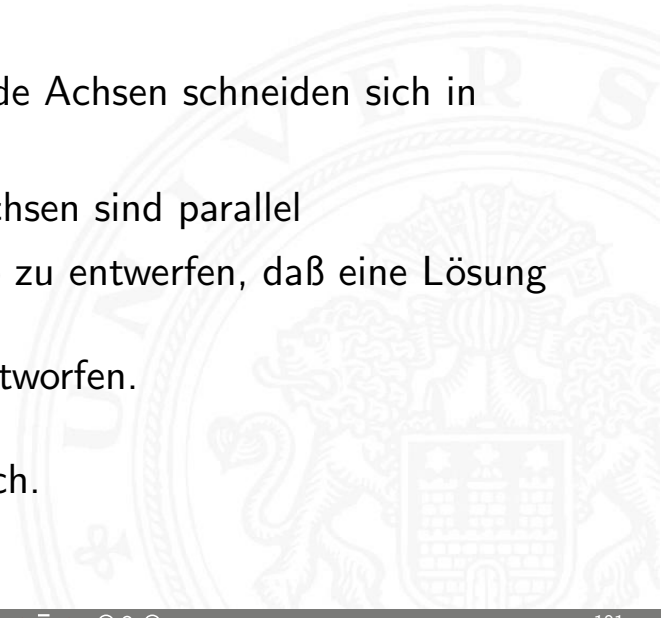 de Achsen schneiden sich in
chsen sind parallel
zu entwerfen, daß eine Lösung
tworfen.
ch.